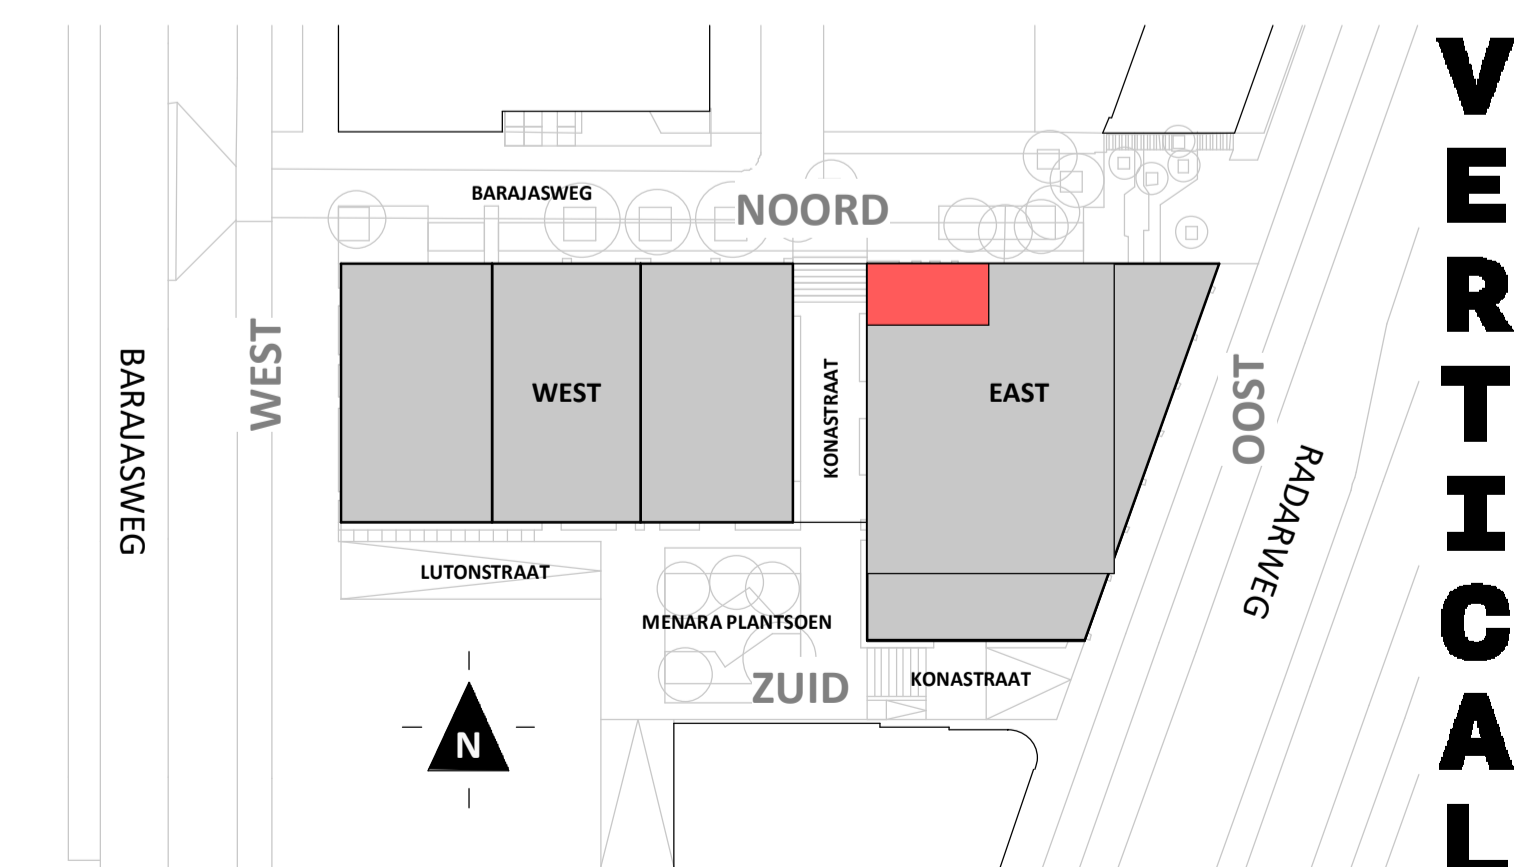 BARAJASWEG
NOORD
WEST
BARAJASWEG
WEST
KONASTRAAT
EAST
OOST
RADARWEG
LUTONSTRAAT
MENARA PLANTSOEN
ZUID
KONASTRAAT
N
VERTICAL